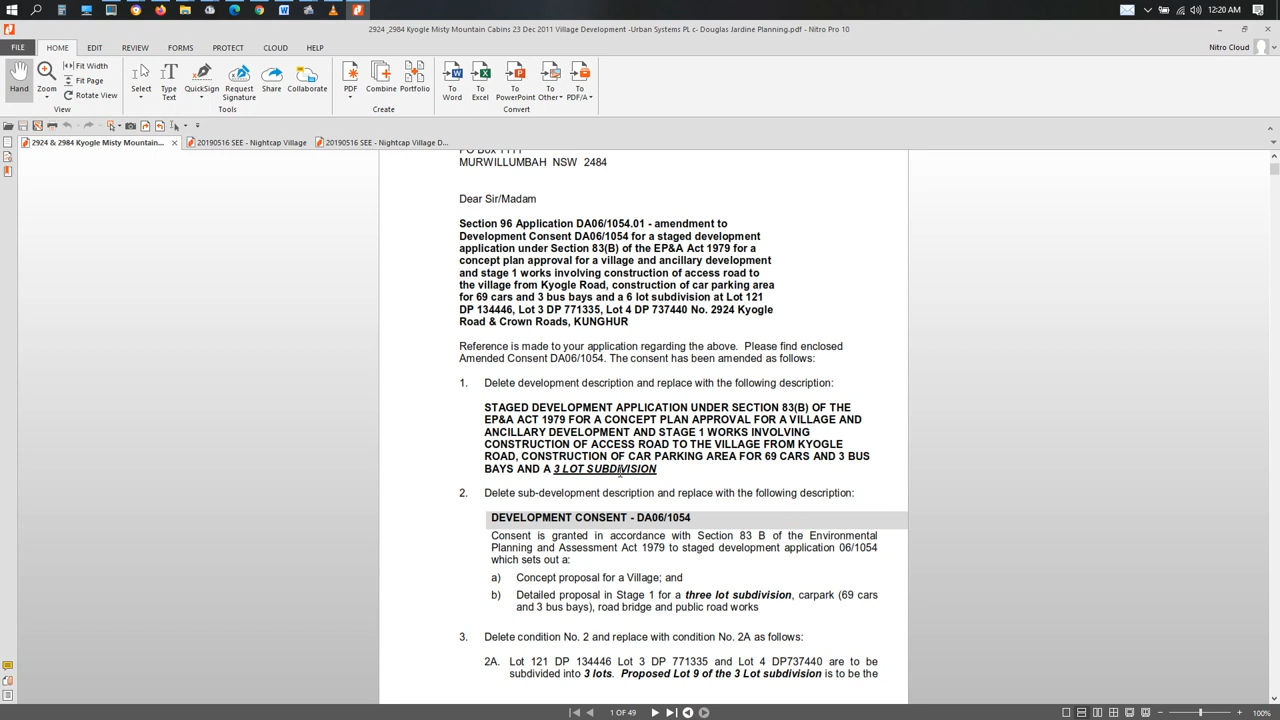 12:20 AM
2924 ,2984 Kyogle Misty Mountain Cabins 23 Dec 2011 Village Development -Urban Systems PL c- Douglas Jardine Planning.pdf - Nitro Pro 10
FILE HOME EDIT REVIEW FORMS PROTECT CLOUD HELP
Nitro Cloud
Hand
Zoom
Fit Width
Fit Page
Rotate View
View
Select
Type Text
QuickSign
Request Signature
Share
Collaborate
Tools
PDF
Combine
Portfolio
Create
To Word
To Excel
To PowerPoint
To Other
To PDF/A
Convert
2924 & 2984 Kyogle Misty Mountain...
20190516 SEE - Nightcap Village
20190516 SEE - Nightcap Village D...
MURWILLUMBAH NSW 2484
Dear Sir/Madam
Section 96 Application DA06/1054.01 - amendment to
Development Consent DA06/1054 for a staged development
application under Section 83(B) of the EP&A Act 1979 for a
concept plan approval for a village and ancillary development
and stage 1 works involving construction of access road to
the village from Kyogle Road, construction of car parking area
for 69 cars and 3 bus bays and a 6 lot subdivision at Lot 121
DP 134446, Lot 3 DP 771335, Lot 4 DP 737440 No. 2924 Kyogle
Road & Crown Roads, KUNGHUR
Reference is made to your application regarding the above. Please find enclosed
Amended Consent DA06/1054. The consent has been amended as follows:
1. Delete development description and replace with the following description:
STAGED DEVELOPMENT APPLICATION UNDER SECTION 83(B) OF THE
EP&A ACT 1979 FOR A CONCEPT PLAN APPROVAL FOR A VILLAGE AND
ANCILLARY DEVELOPMENT AND STAGE 1 WORKS INVOLVING
CONSTRUCTION OF ACCESS ROAD TO THE VILLAGE FROM KYOGLE
ROAD, CONSTRUCTION OF CAR PARKING AREA FOR 69 CARS AND 3 BUS
BAYS AND A 3 LOT SUBDIVISION
2. Delete sub-development description and replace with the following description:
DEVELOPMENT CONSENT - DA06/1054
Consent is granted in accordance with Section 83 B of the Environmental
Planning and Assessment Act 1979 to staged development application 06/1054
which sets out a:
a) Concept proposal for a Village; and
b) Detailed proposal in Stage 1 for a three lot subdivision, carpark (69 cars
and 3 bus bays), road bridge and public road works
3. Delete condition No. 2 and replace with condition No. 2A as follows:
2A. Lot 121 DP 134446 Lot 3 DP 771335 and Lot 4 DP737440 are to be
subdivided into 3 lots. Proposed Lot 9 of the 3 Lot subdivision is to be the
1 OF 49
100%